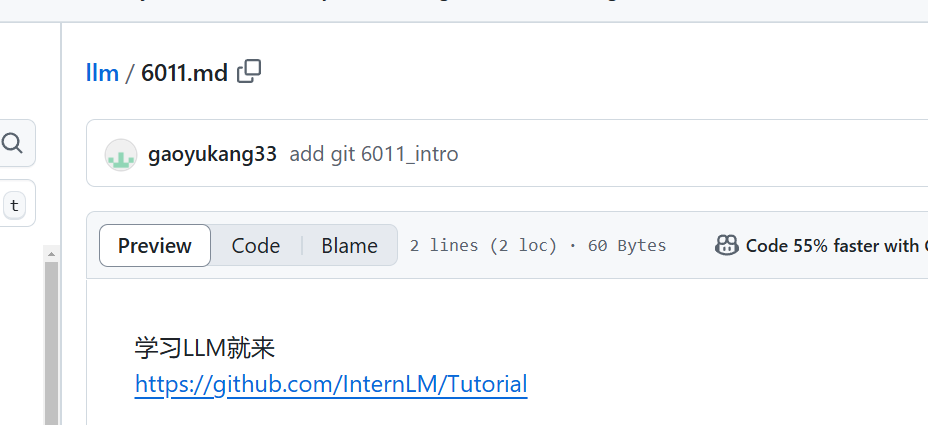 llm / 6011.md
gaoyukang33 add git 6011_intro
t
Preview Code Blame 2 lines (2 loc) · 60 Bytes Code 55% faster with
学习LLM就来
https://github.com/InternLM/Tutorial